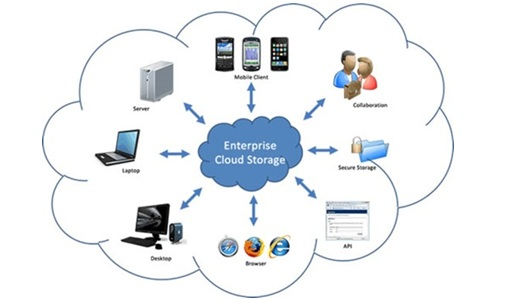 Mobile Client
Server
Collaboration
Enterprise
Cloud Storage
Laptop
Secure Storage
Desktop
Browser
API